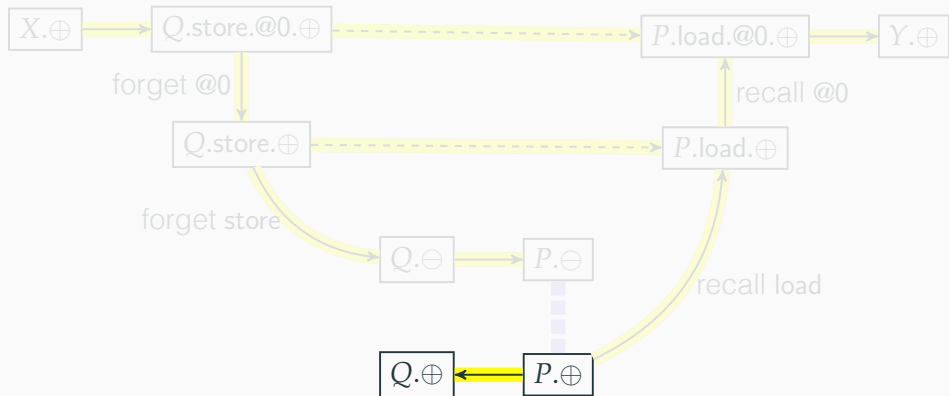 X.⊕ Q.store.@0.⊕ P.load.@0.⊕ Y.⊕
forget @0 recall @0
Q.store.⊕ P.load.⊕
forget store
Q.⊖ P.⊖
recall load
Q.⊕ P.⊕